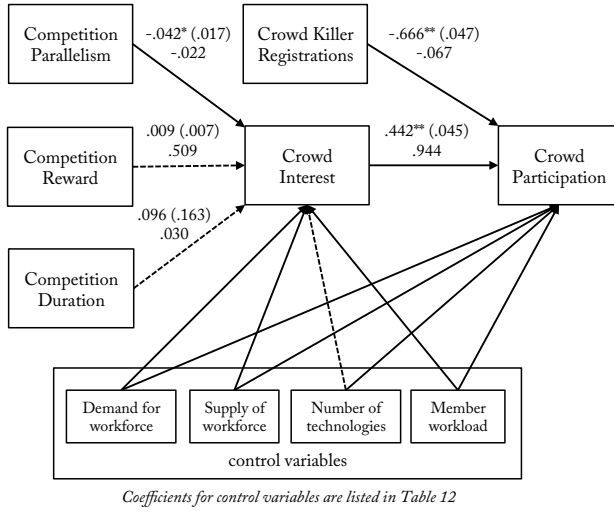 Competition
Parallelism
-.042* (.017)
-.022
Crowd Killer
Registrations
-.666** (.047)
-.067
Competition
Reward
.009 (.007)
.509
Crowd
Interest
.442** (.045)
.944
Crowd
Participation
.096 (.163)
.030
Competition
Duration
Demand for
workforce
Supply of
workforce
Number of
technologies
Member
workload
control variables
Coefficients for control variables are listed in Table 12